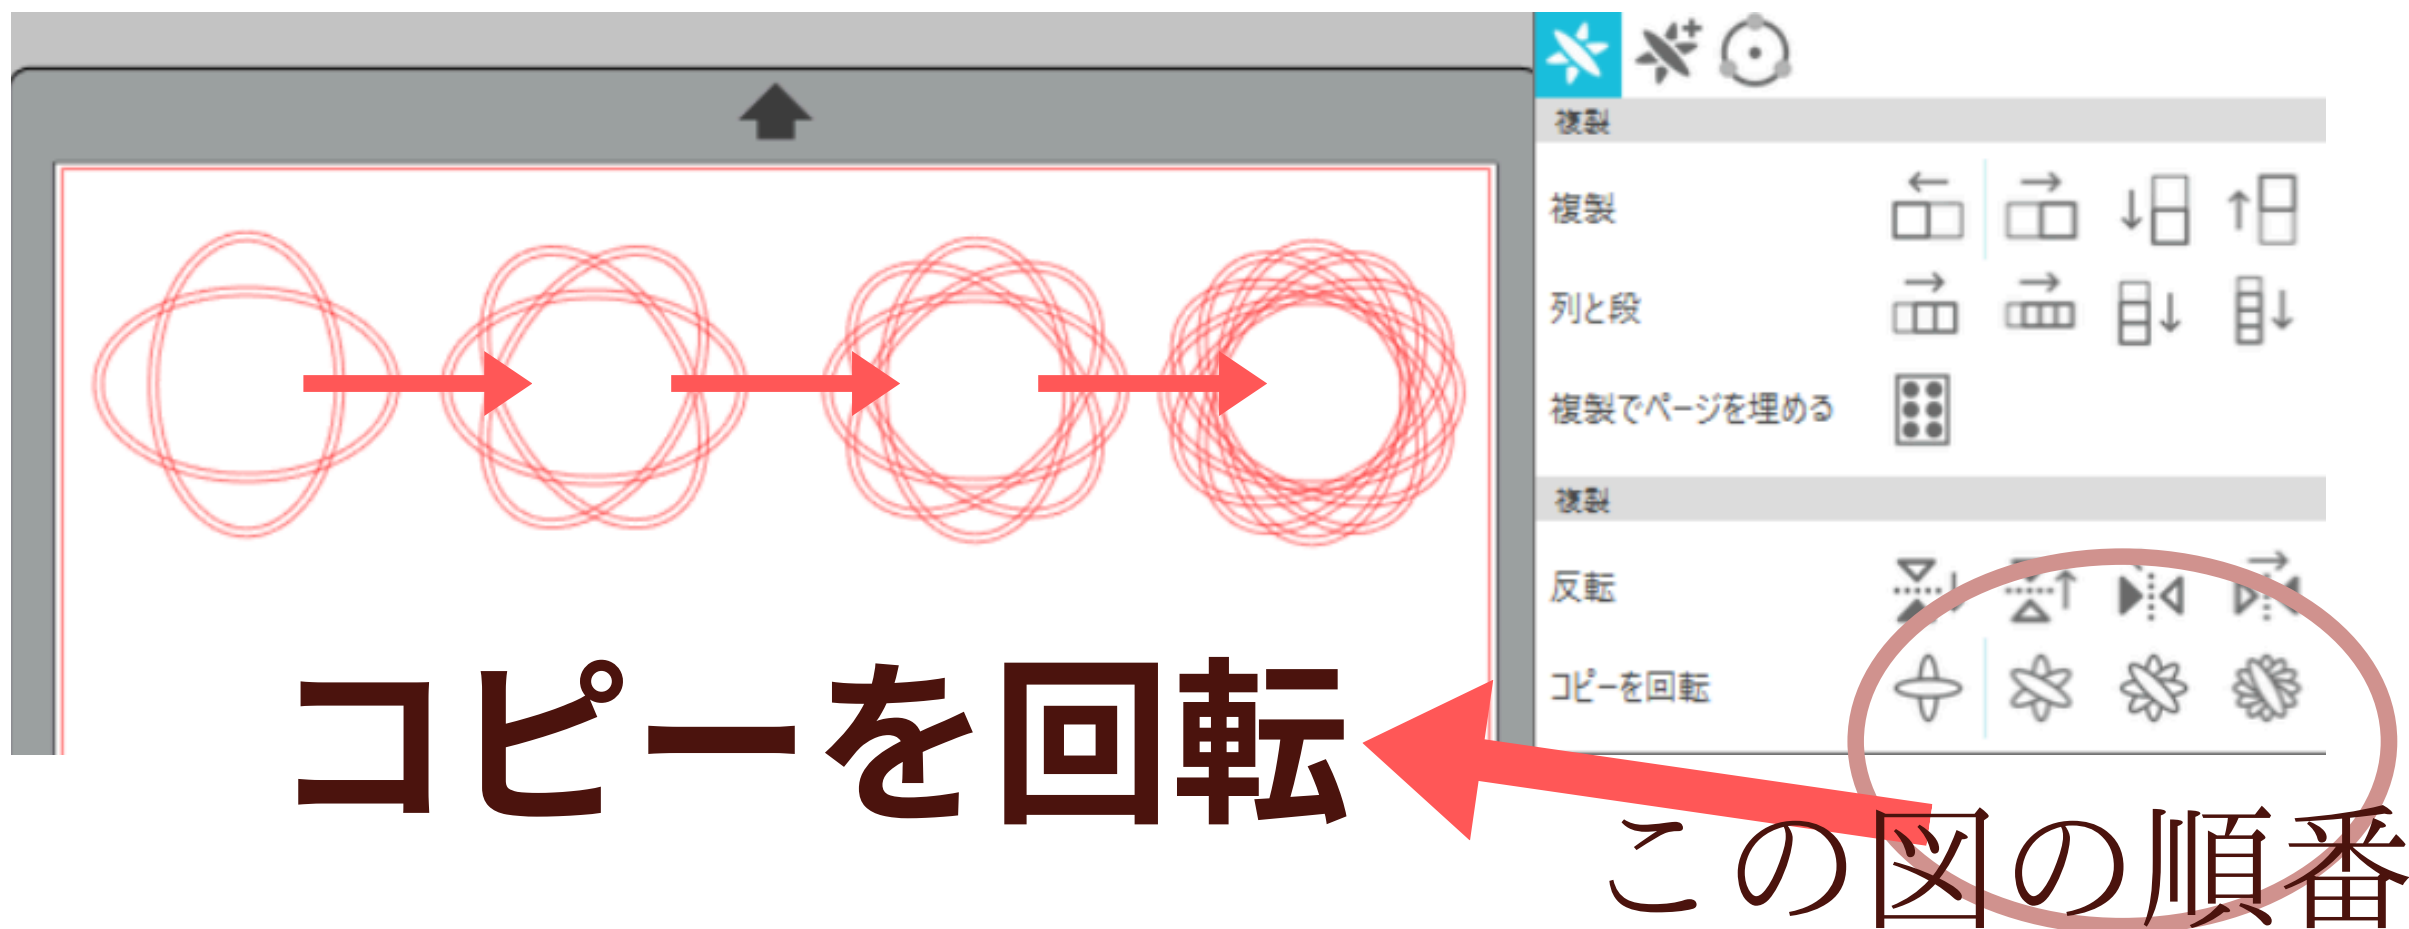 複製
複製
列と段
複製でページを埋める
複製
反転
コピーを回転
コピーを回転
この図の順番